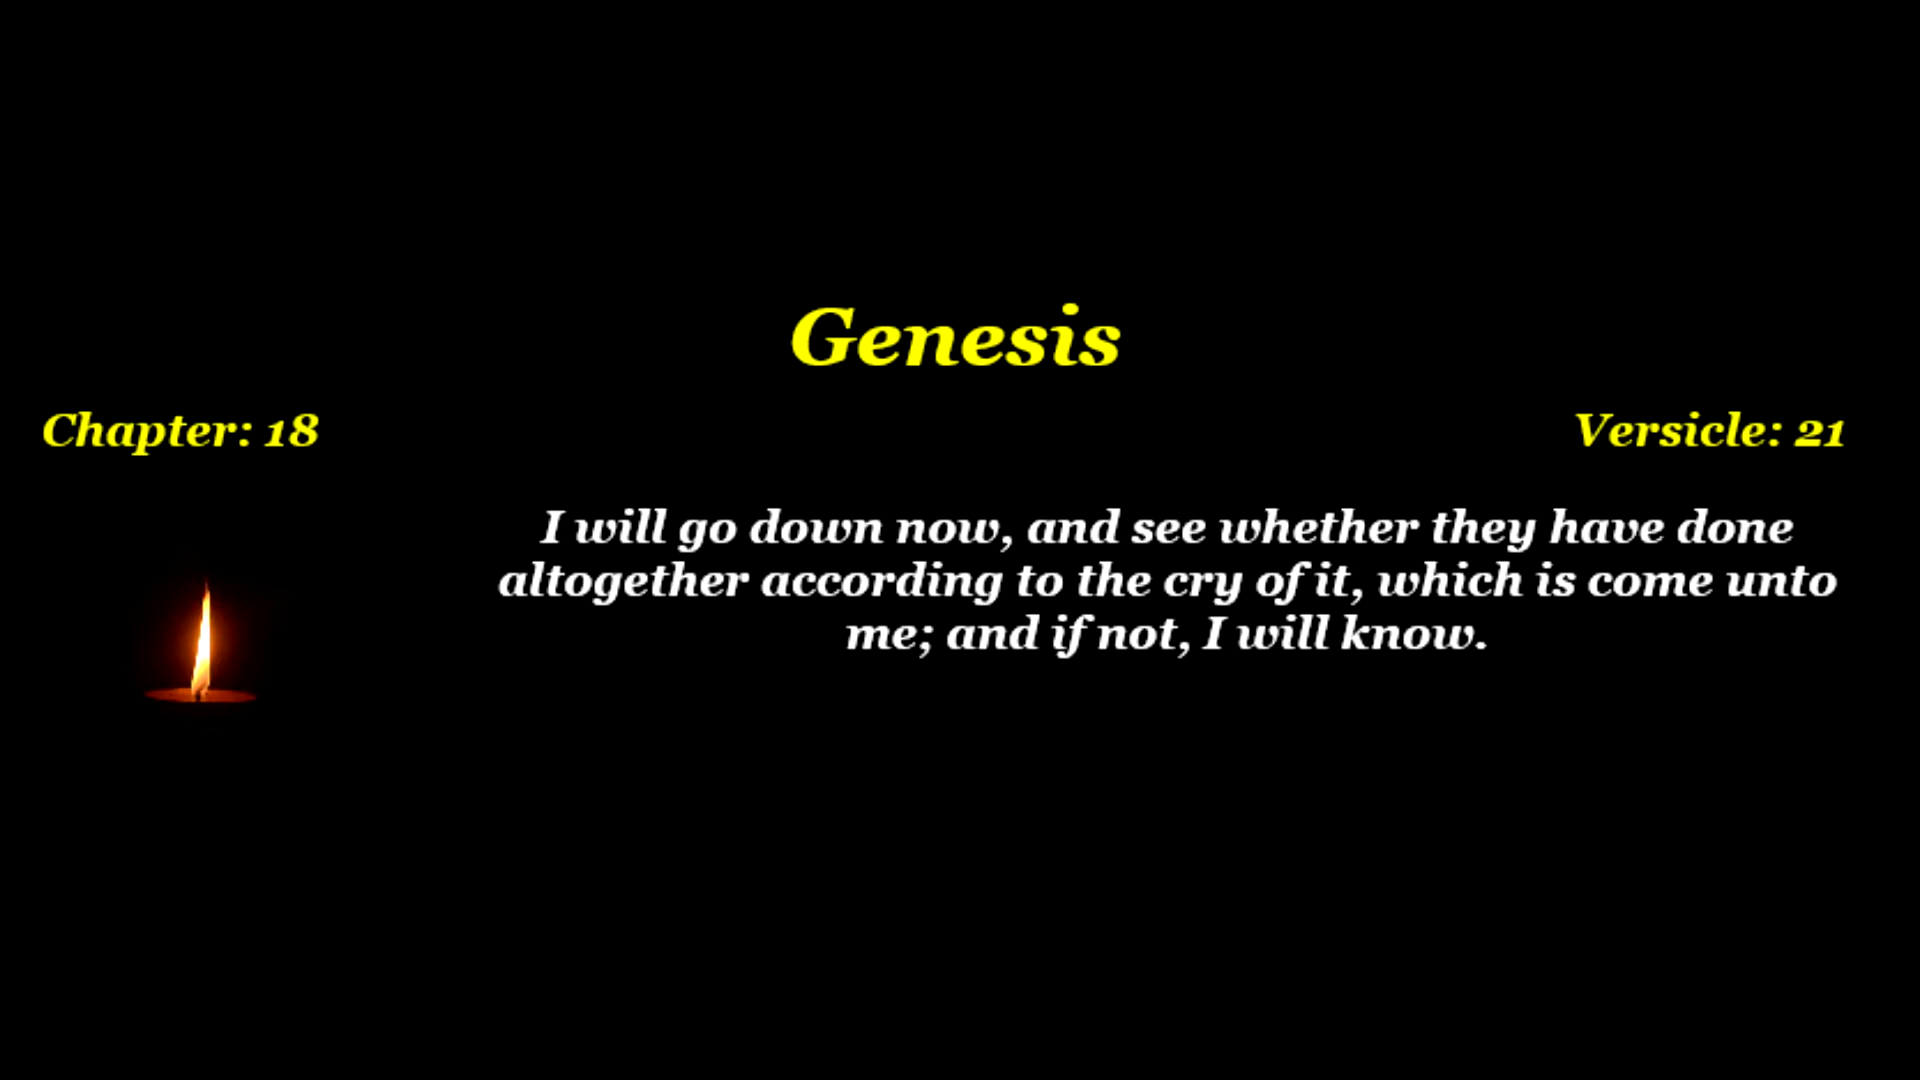 Genesis
Chapter: 18
Versicle: 21
I will go down now, and see whether they have done
altogether according to the cry of it, which is come unto
me; and if not, I will know.